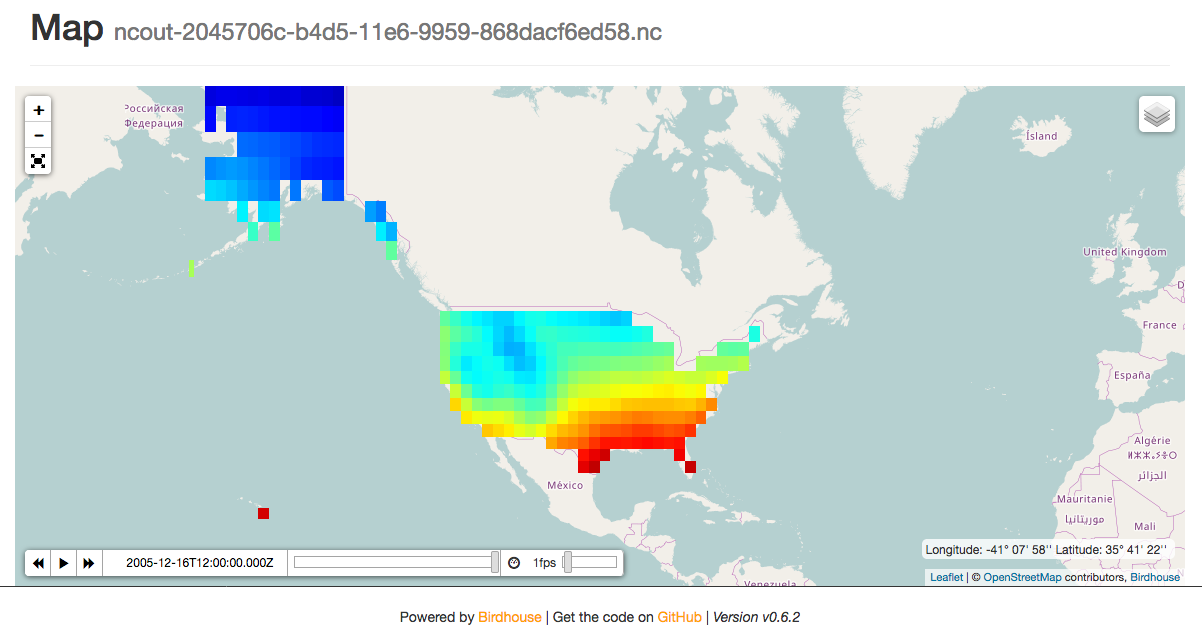 Map ncout-2045706c-b4d5-11e6-9959-868dacf6ed58.nc
+
−
Российская
Федерация
Ísland
United Kingdom
D
France
España
México
Algérie
ⵍⵣⵣⴰⵢⴻⵔ
الجزائر
Mauritanie
موريتانيا
Mali
Venezuela
2005-12-16T12:00:00.000Z
1fps
Longitude: -41° 07' 58'' Latitude: 35° 41' 22''
Leaflet | © OpenStreetMap contributors, Birdhouse
Powered by Birdhouse | Get the code on GitHub | Version v0.6.2